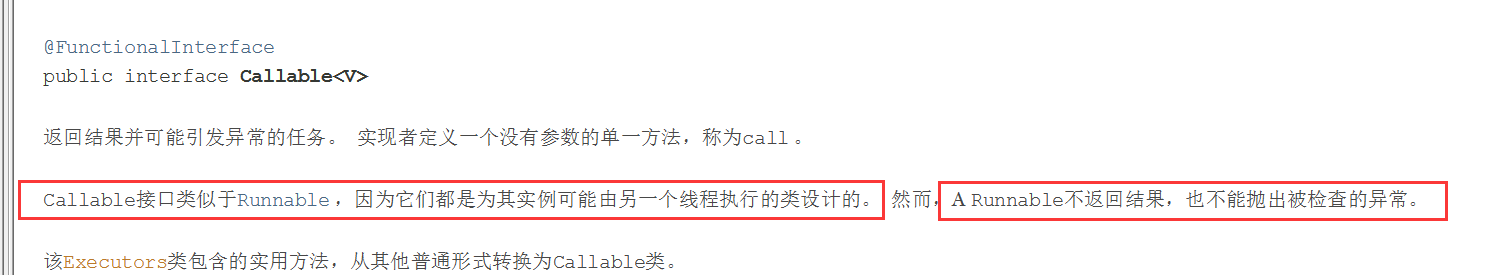 @FunctionalInterface
public interface Callable<V>
返回结果并可能引发异常的任务。 实现者定义一个没有参数的单一方法，称为call 。
Callable接口类似于Runnable ，因为它们都是为其实例可能由另一个线程执行的类设计的。 然而，A Runnable不返回结果，也不能抛出被检查的异常。
该Executors类包含的实用方法，从其他普通形式转换为Callable类。